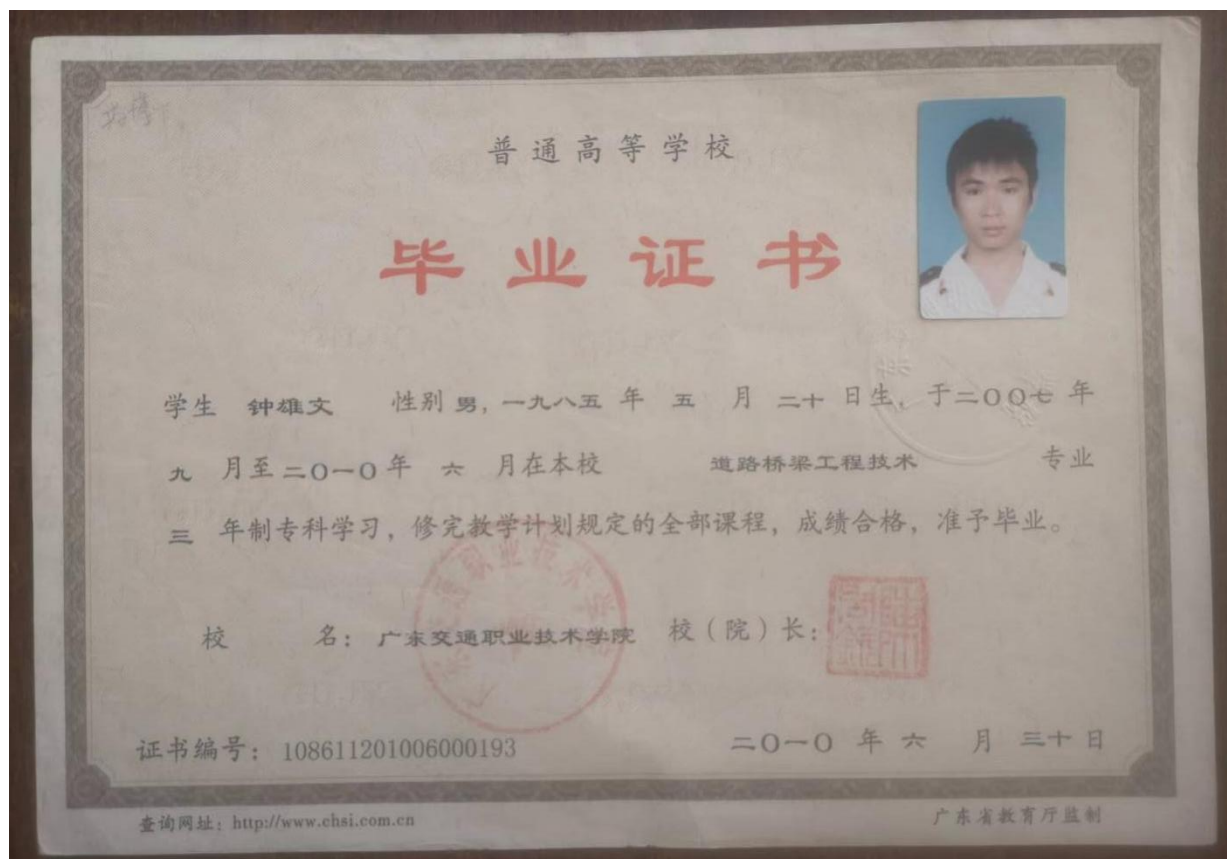 普通高等学校
毕业证书
学生 钟雄文 性别 男，一九八五 年 五 月 二十 日生，于二〇〇七 年
九 月至 二〇一〇 年 六 月在本校 道路桥梁工程技术 专业
三 年制专科学习，修完教学计划规定的全部课程，成绩合格，准予毕业。
校 名：广东交通职业技术学院 校（院）长：
证书编号：108611201006000193 二〇一〇 年 六 月 三十 日
查询网址：http://www.chsi.com.cn 广东省教育厅监制